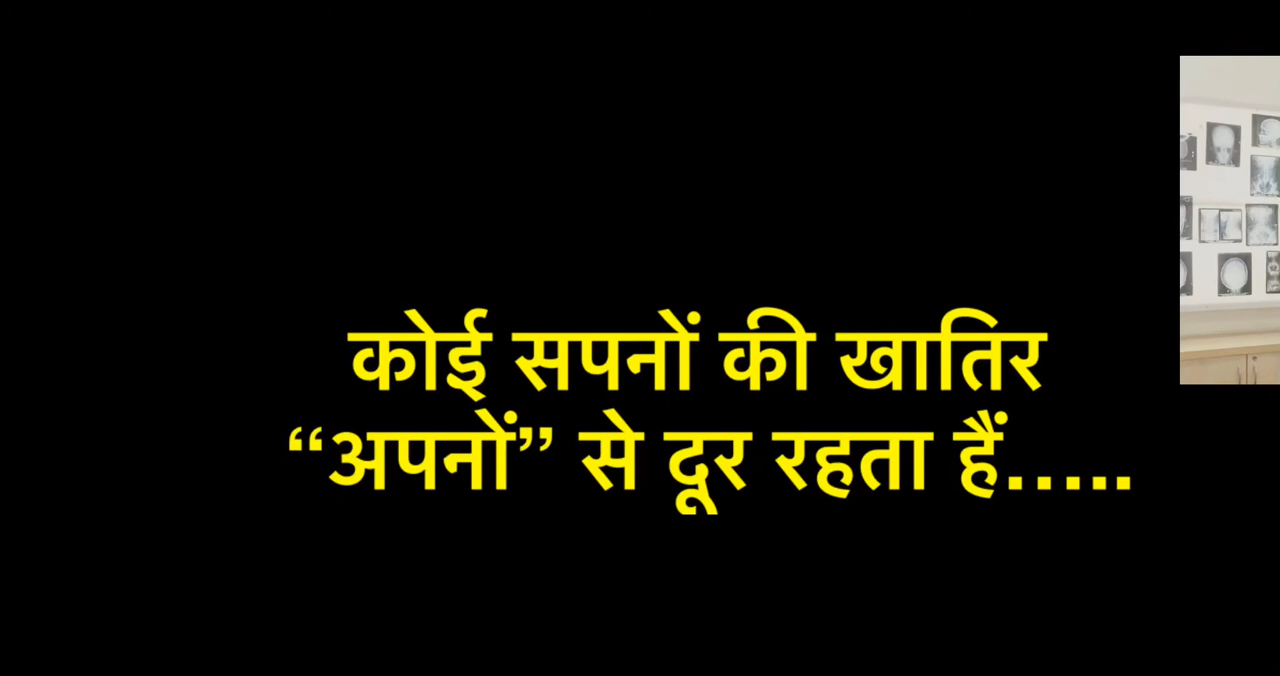 कोई सपनों की खातिर
“अपनों” से दूर रहता हैं.....